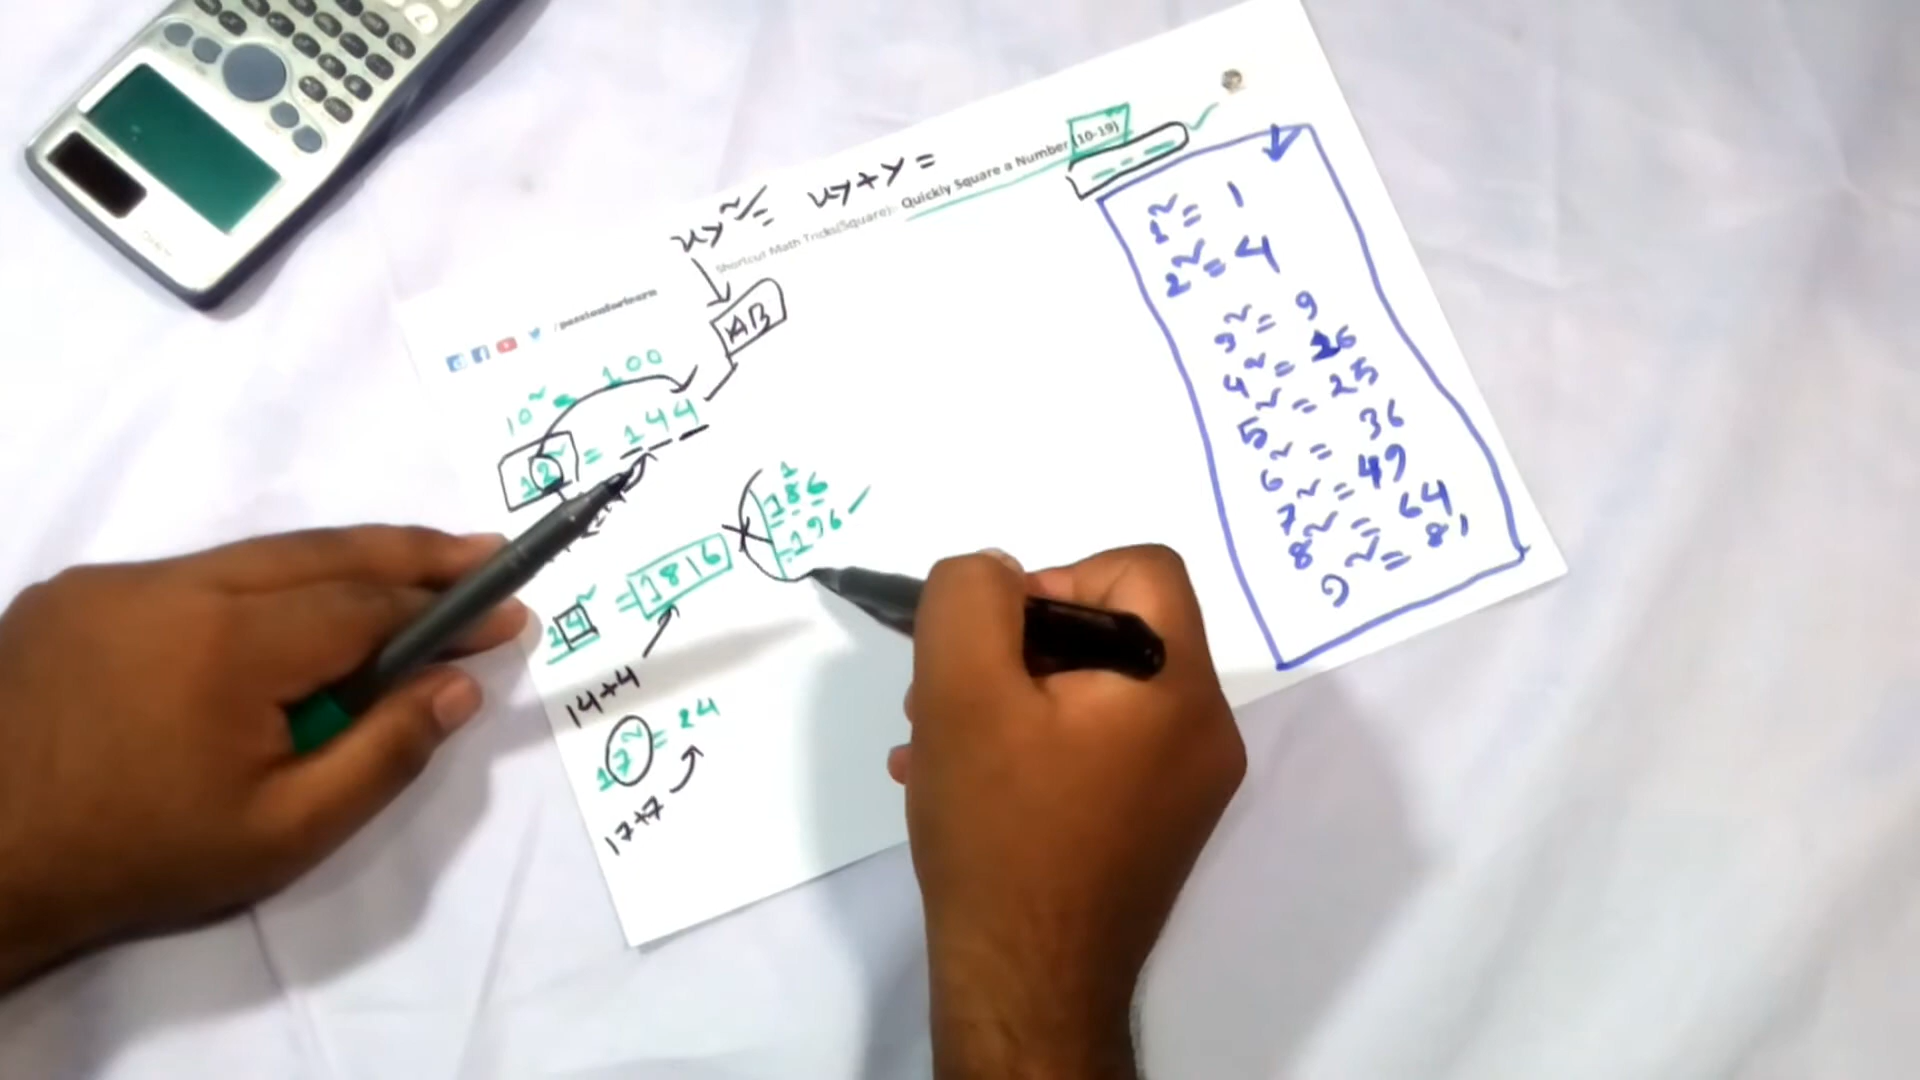 xy² = xy + y =
Shortcut Math Tricks(Square): Quickly Square a Number (10-19)
/passionforlearn
AB
10² = 100
12² = 144
14² = 1816
1
186
196 ✓
14+4
17² = 24
17+7
1² = 1
2² = 4
3² = 9
4² = 16
5² = 25
6² = 36
7² = 49
8² = 64
9² = 81